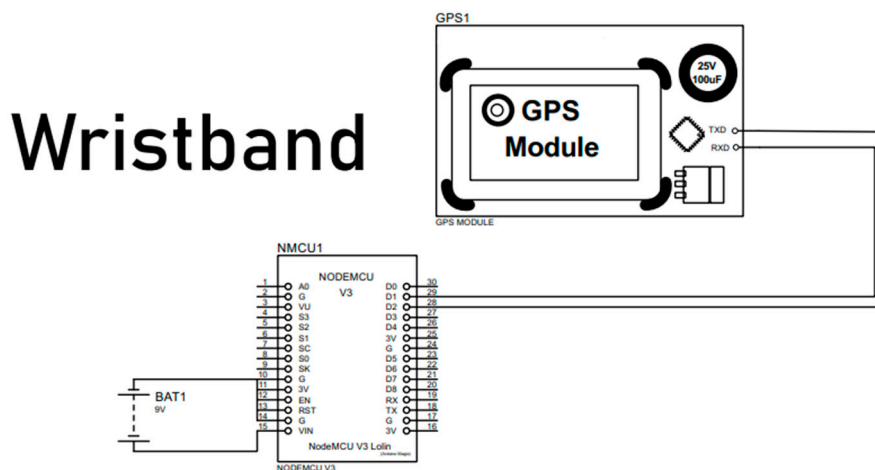 GPS1
25V
100uF
GPS
Module
TXD
RXD
Wristband
GPS MODULE
NMCU1
NODEMCU
V3
1 A0 D0 30
2 G D1 29
3 VU D2 28
4 S3 D3 27
5 S2 D4 26
6 S1 3V 25
7 SC G 24
8 S0 D5 23
9 SK D6 22
10 G D7 21
11 3V D8 20
12 EN RX 19
13 RST TX 18
14 G G 17
15 VIN 3V 16
BAT1
9V
NodeMCU V3 Lolin
NODEMCU V3